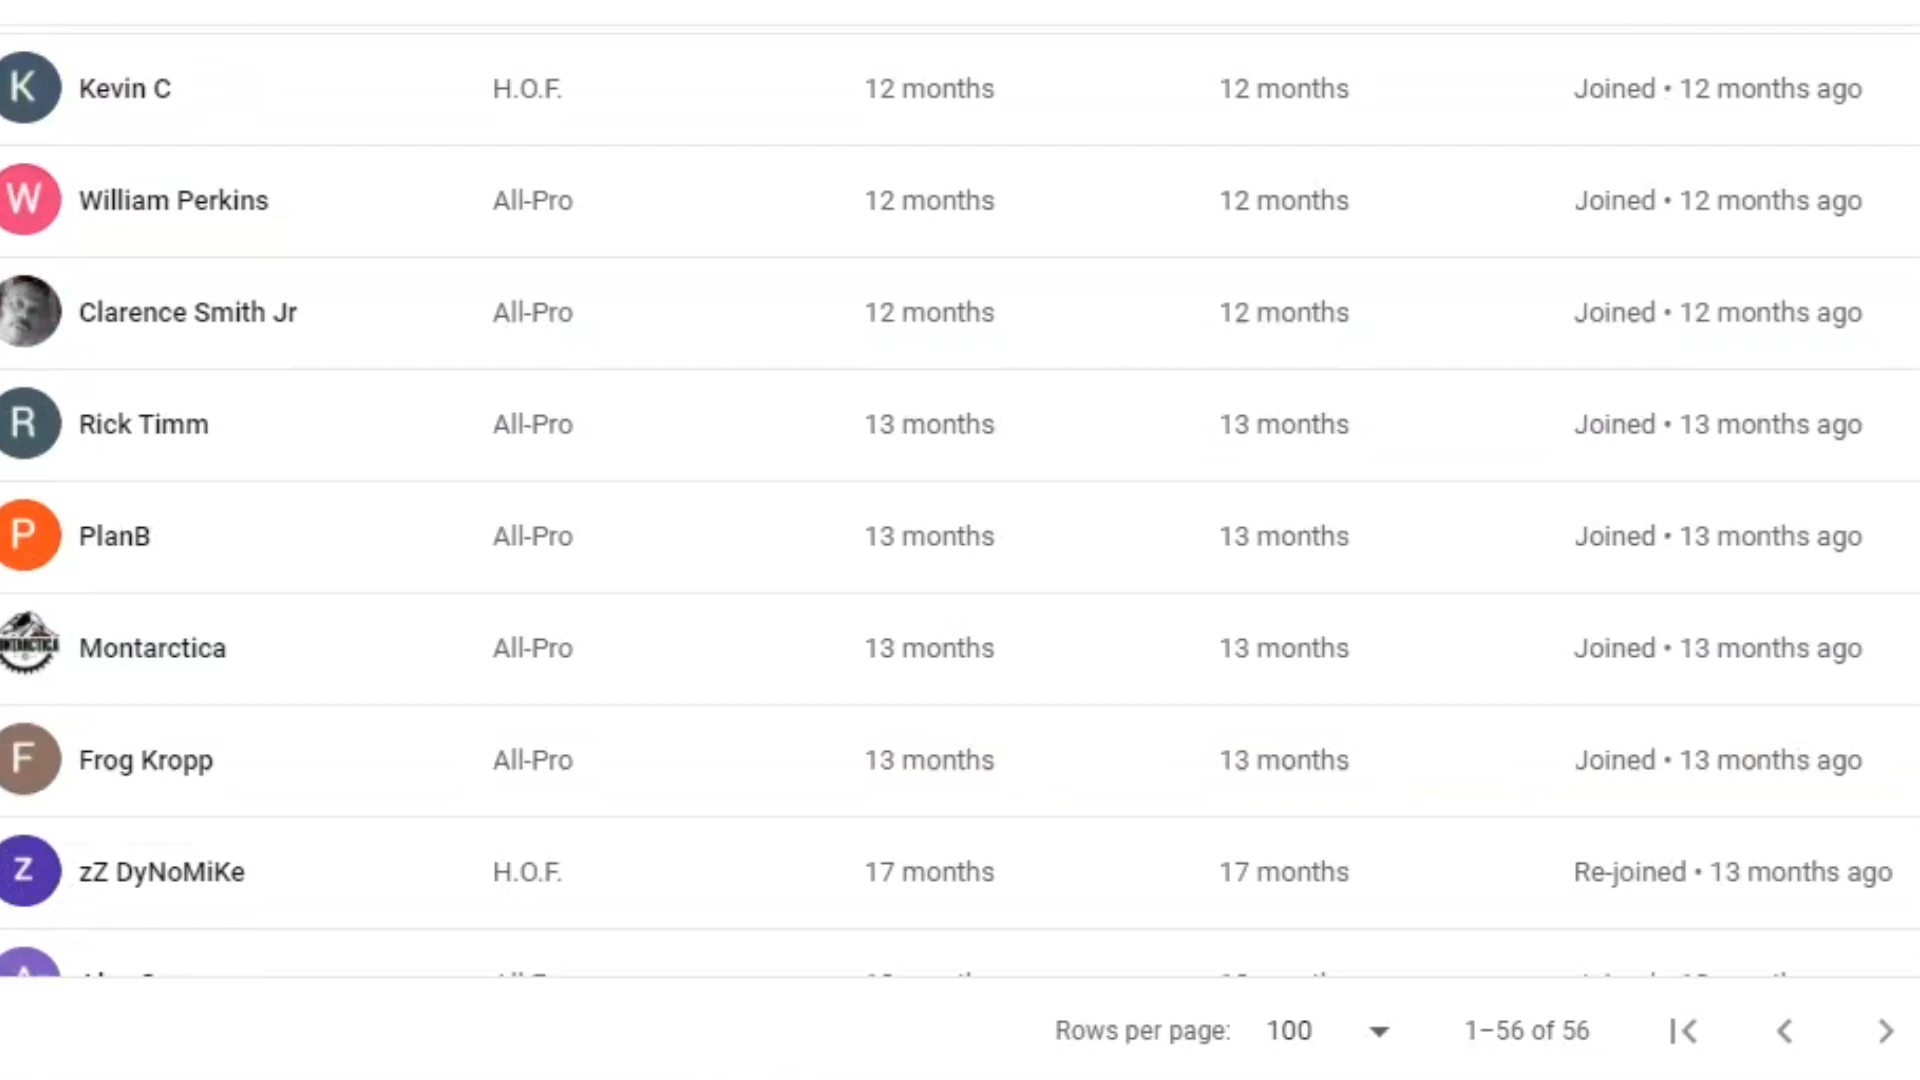 K Kevin C H.O.F. 12 months 12 months Joined • 12 months ago
W William Perkins All-Pro 12 months 12 months Joined • 12 months ago
Clarence Smith Jr All-Pro 12 months 12 months Joined • 12 months ago
R Rick Timm All-Pro 13 months 13 months Joined • 13 months ago
P PlanB All-Pro 13 months 13 months Joined • 13 months ago
Montarctica All-Pro 13 months 13 months Joined • 13 months ago
F Frog Kropp All-Pro 13 months 13 months Joined • 13 months ago
z zZ DyNoMiKe H.O.F. 17 months 17 months Re-joined • 13 months ago
Rows per page: 100 1–56 of 56